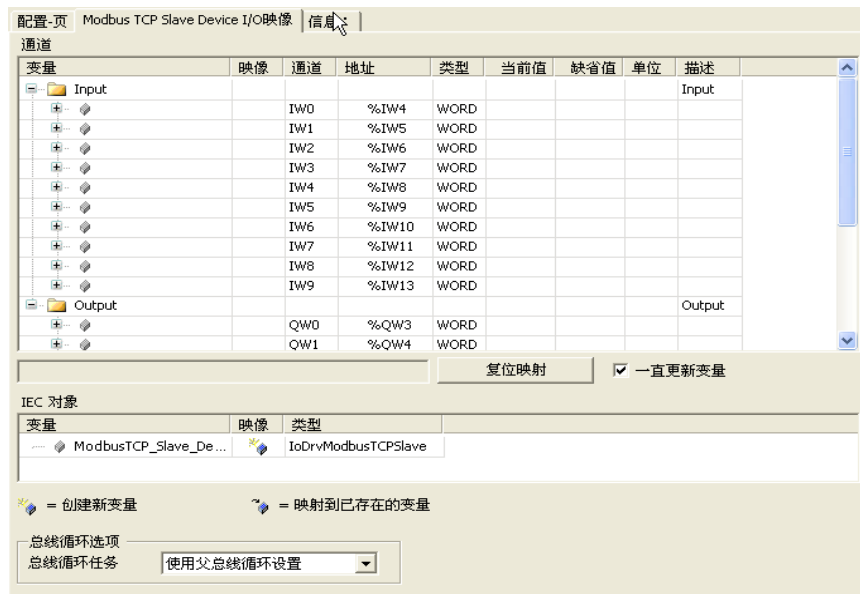 配置-页 Modbus TCP Slave Device I/O映像 信息
通道
变量 映像 通道 地址 类型 当前值 缺省值 单位 描述
Input Input
IW0 %IW4 WORD
IW1 %IW5 WORD
IW2 %IW6 WORD
IW3 %IW7 WORD
IW4 %IW8 WORD
IW5 %IW9 WORD
IW6 %IW10 WORD
IW7 %IW11 WORD
IW8 %IW12 WORD
IW9 %IW13 WORD
Output Output
QW0 %QW3 WORD
QW1 %QW4 WORD
复位映射 一直更新变量
IEC 对象
变量 映像 类型
ModbusTCP_Slave_De... IoDrvModbusTCPSlave
= 创建新变量 = 映射到已存在的变量
总线循环选项
总线循环任务 使用父总线循环设置